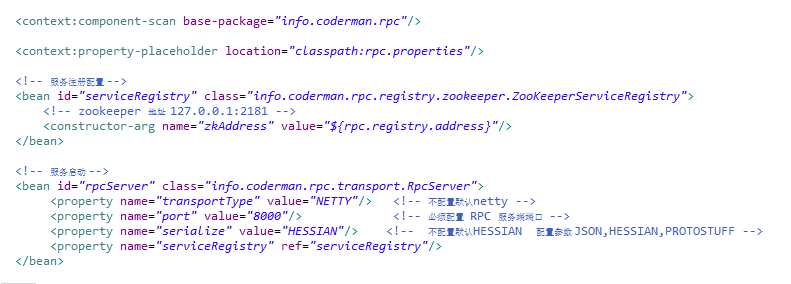 <context:component-scan base-package="info.coderman.rpc"/>
<context:property-placeholder location="classpath:rpc.properties"/>
<!-- 服务注册配置 -->
<bean id="serviceRegistry" class="info.coderman.rpc.registry.zookeeper.ZooKeeperServiceRegistry">
<!-- zookeeper 地址 127.0.0.1:2181 -->
<constructor-arg name="zkAddress" value="${rpc.registry.address}"/>
</bean>
<!-- 服务启动 -->
<bean id="rpcServer" class="info.coderman.rpc.transport.RpcServer">
<property name="transportType" value="NETTY"/> <!-- 不配置默认netty -->
<property name="port" value="8000"/> <!-- 必须配置 RPC 服务端端口 -->
<property name="serialize" value="HESSIAN"/> <!-- 不配置默认HESSIAN 配置参数 JSON,HESSIAN,PROTOSTUFF -->
<property name="serviceRegistry" ref="serviceRegistry"/>
</bean>